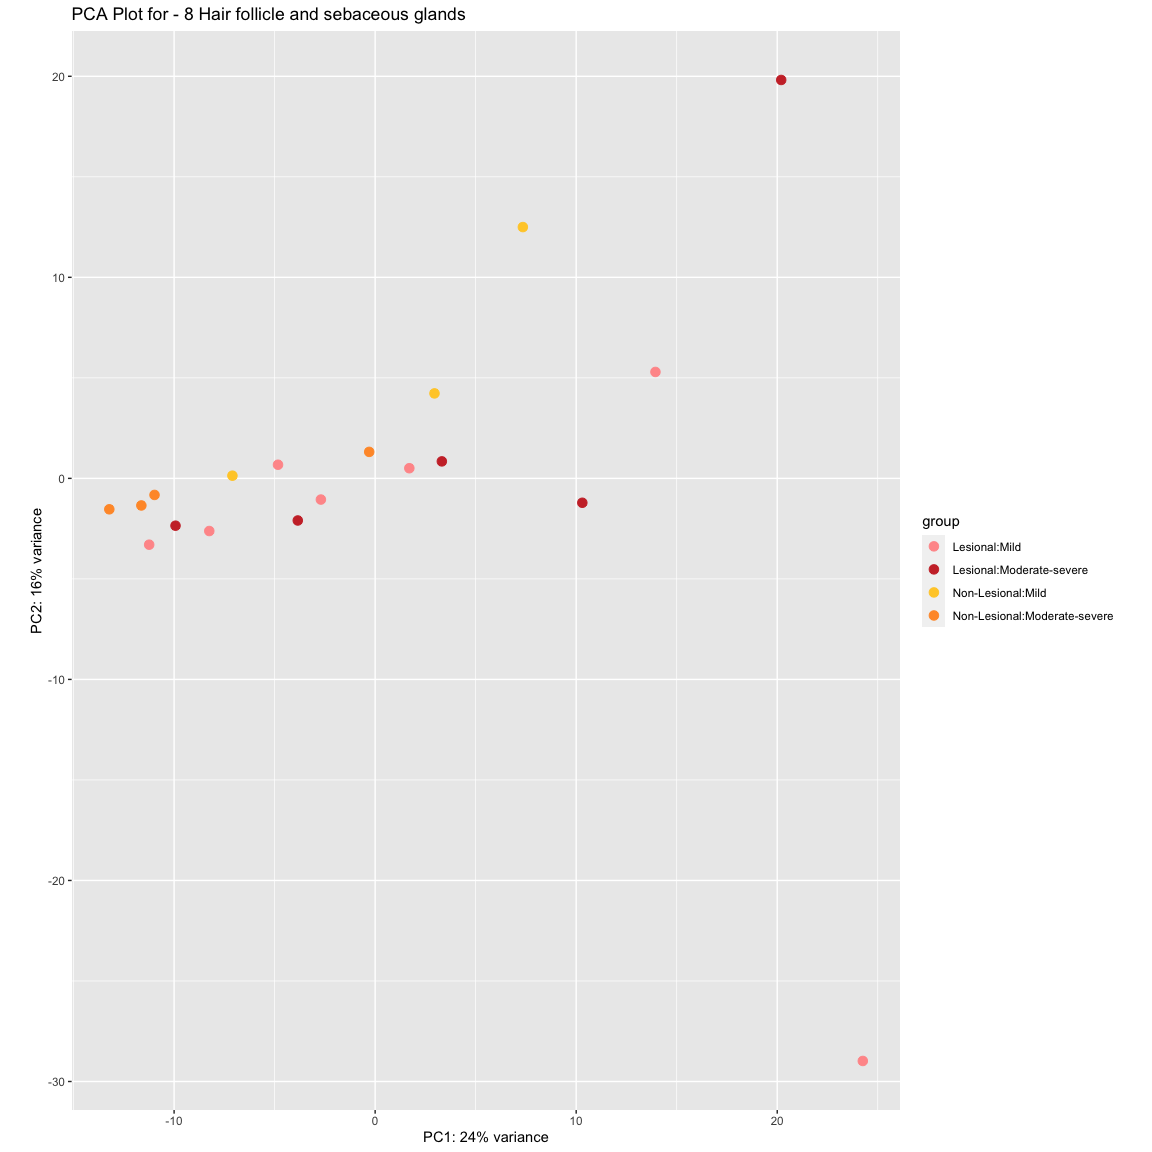 PCA Plot for - 8 Hair follicle and sebaceous glands
20
10
0
-10
-20
-30
PC2: 16% variance
-10
0
10
20
PC1: 24% variance
group
Lesional:Mild
Lesional:Moderate-severe
Non-Lesional:Mild
Non-Lesional:Moderate-severe